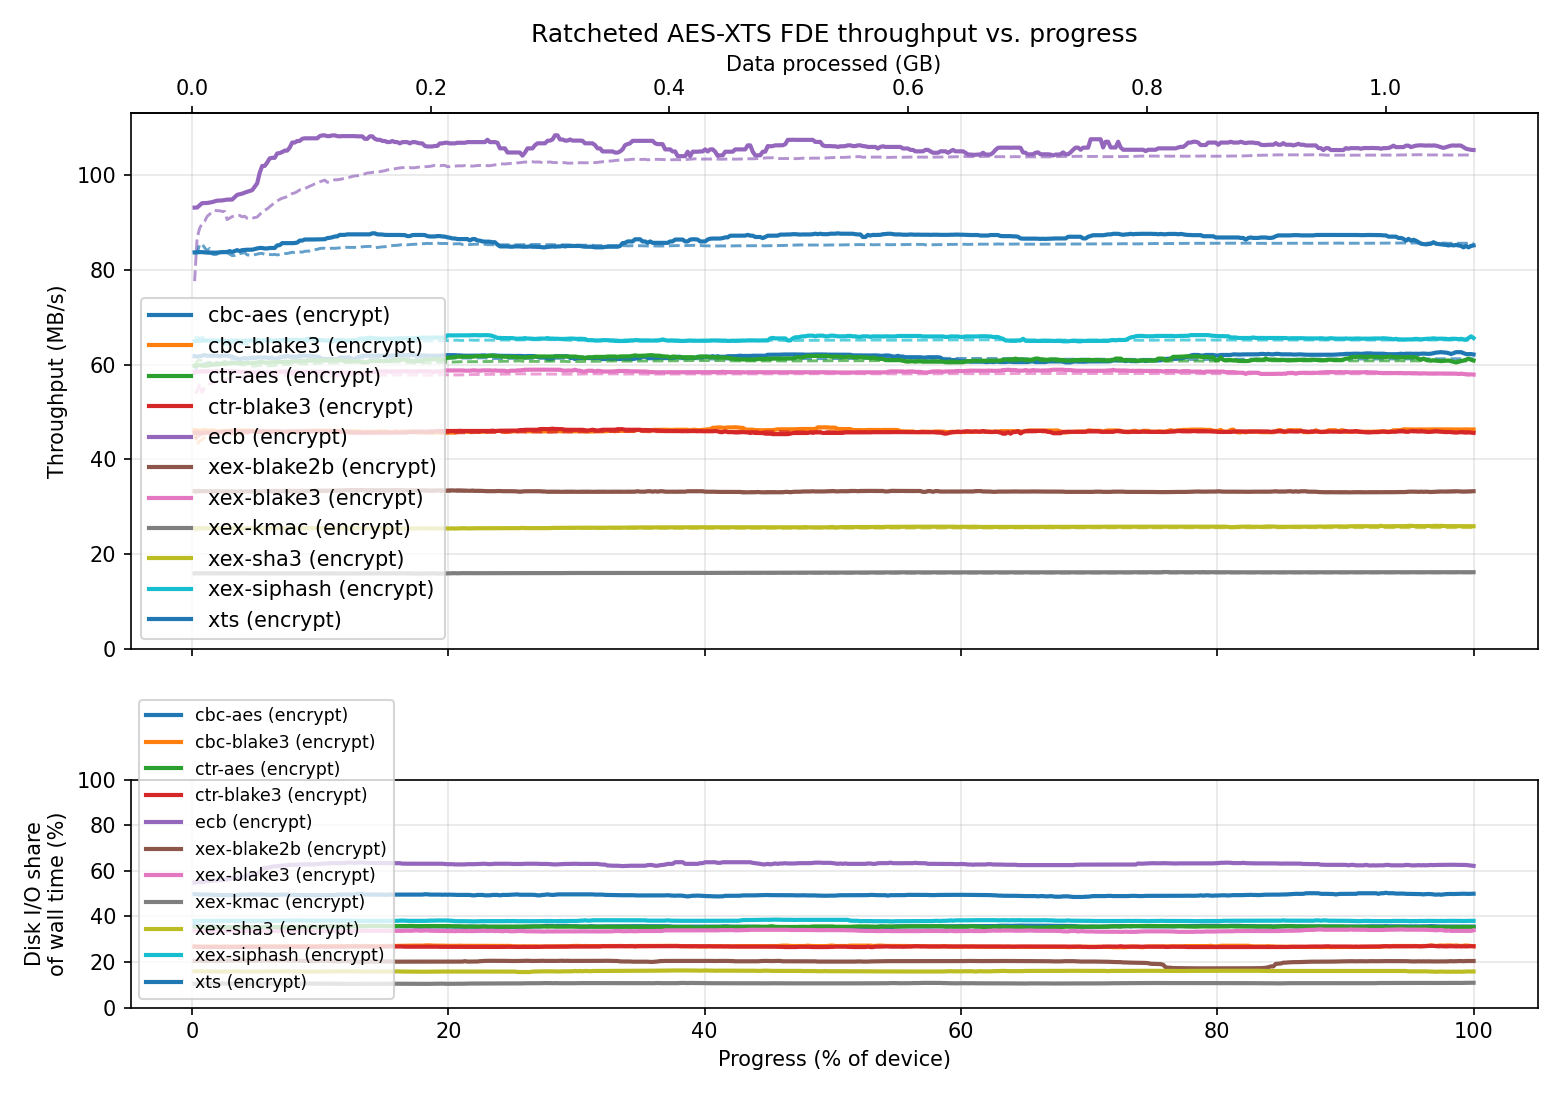 Ratcheted AES-XTS FDE throughput vs. progress
Data processed (GB)
0.0 0.2 0.4 0.6 0.8 1.0
Throughput (MB/s)
100
80
60
40
20
0
cbc-aes (encrypt)
cbc-blake3 (encrypt)
ctr-aes (encrypt)
ctr-blake3 (encrypt)
ecb (encrypt)
xex-blake2b (encrypt)
xex-blake3 (encrypt)
xex-kmac (encrypt)
xex-sha3 (encrypt)
xex-siphash (encrypt)
xts (encrypt)
Disk I/O share
of wall time (%)
100
80
60
40
20
0
cbc-aes (encrypt)
cbc-blake3 (encrypt)
ctr-aes (encrypt)
ctr-blake3 (encrypt)
ecb (encrypt)
xex-blake2b (encrypt)
xex-blake3 (encrypt)
xex-kmac (encrypt)
xex-sha3 (encrypt)
xex-siphash (encrypt)
xts (encrypt)
0 20 40 60 80 100
Progress (% of device)